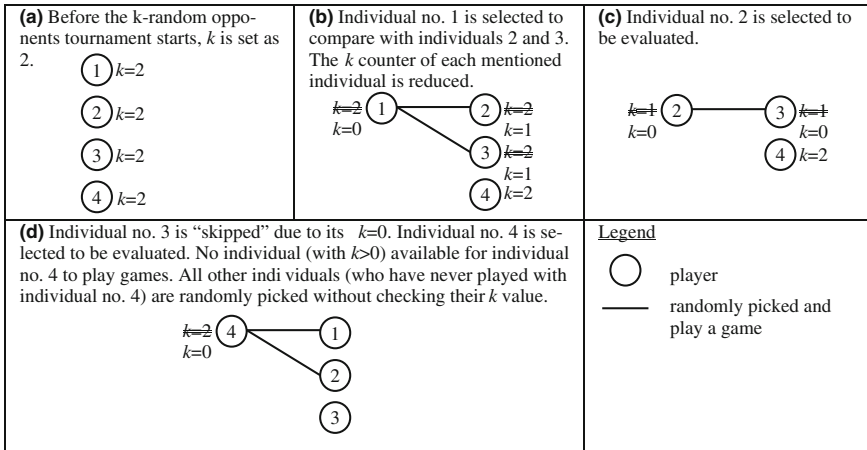 (a) Before the k-random oppo-
nents tournament starts, k is set as
2.
1 k=2
2 k=2
3 k=2
4 k=2
(b) Individual no. 1 is selected to
compare with individuals 2 and 3.
The k counter of each mentioned
individual is reduced.
k=2 1 2 k=2
k=0 k=1
3 k=2
k=1
4 k=2
(c) Individual no. 2 is selected to
be evaluated.
k=1 2 3 k=1
k=0 k=0
4 k=2
(d) Individual no. 3 is “skipped” due to its k=0. Individual no. 4 is se-
lected to be evaluated. No individual (with k>0) available for individual
no. 4 to play games. All other indi viduals (who have never played with
individual no. 4) are randomly picked without checking their k value.
k=2 4 1
k=0
2
3
Legend
player
randomly picked and
play a game